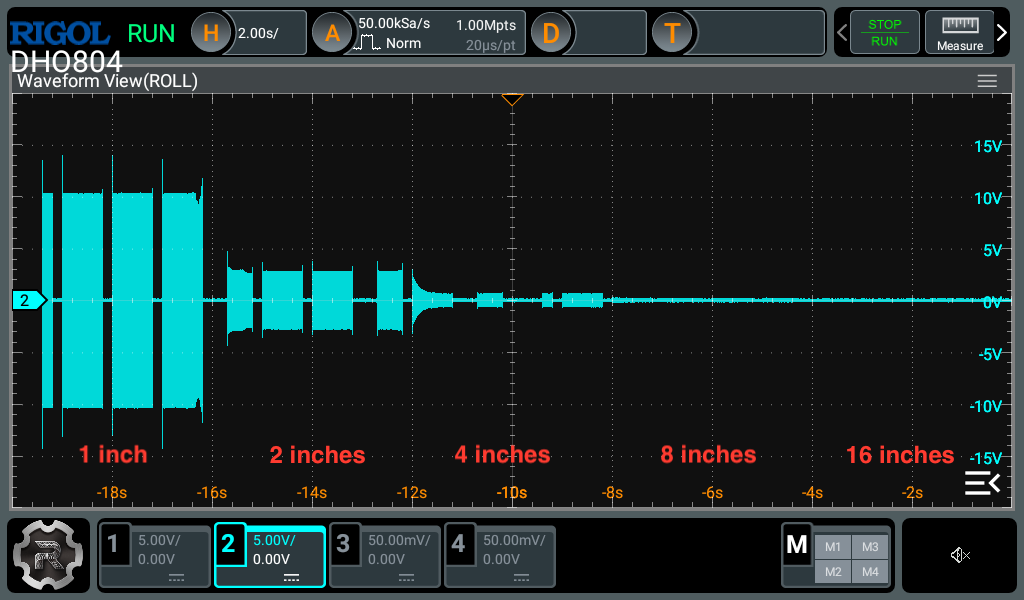 RIGOL RUN H 2.00s/ A 50.00kSa/s 1.00Mpts D T STOP
Norm 20µs/pt RUN Measure
DHO804
Waveform View(ROLL)
15V
10V
5V
2 0V
-5V
-10V
1 inch 2 inches 4 inches 8 inches 16 inches -15V
-18s -16s -14s -12s -10s -8s -6s -4s -2s
1 5.00V/ 2 5.00V/ 3 50.00mV/ 4 50.00mV/ M M1 M3
0.00V 0.00V 0.00V 0.00V M2 M4
R